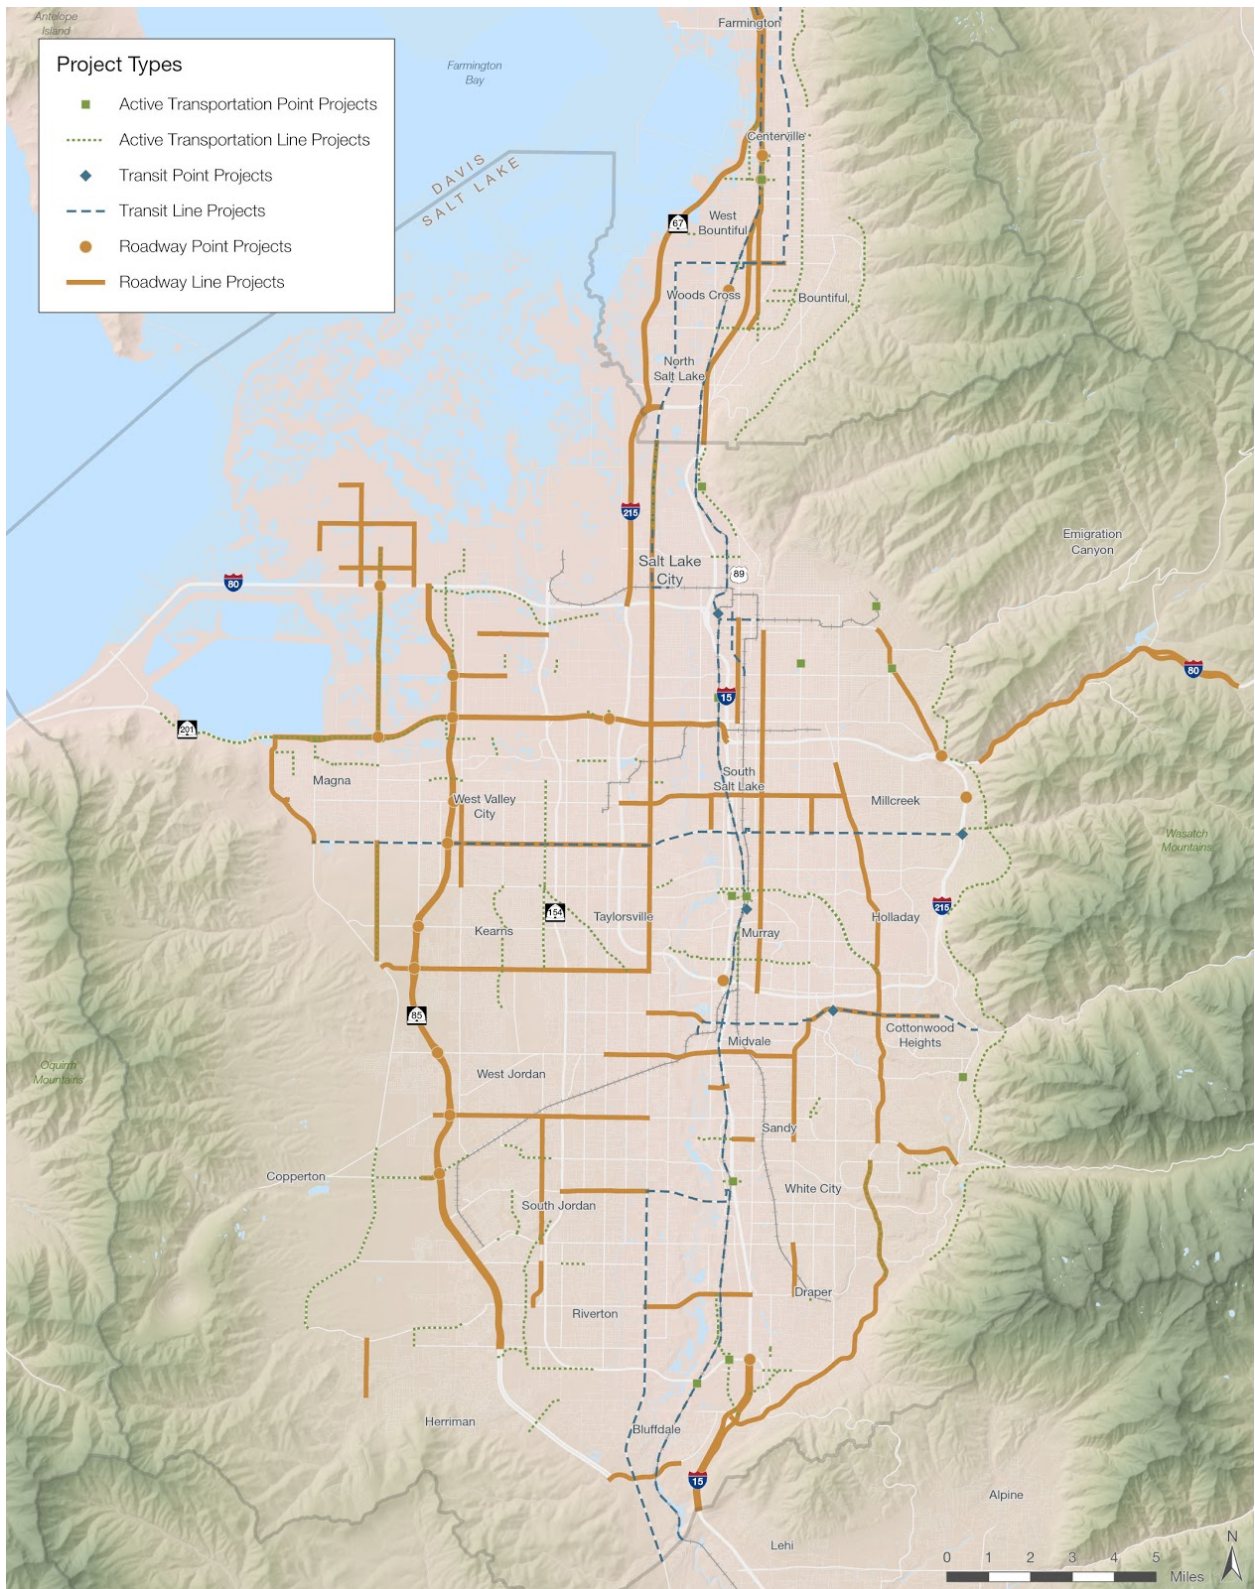 Antelope
Island
Farmington
Project Types
Active Transportation Point Projects
Active Transportation Line Projects
Transit Point Projects
Transit Line Projects
Roadway Point Projects
Roadway Line Projects
Farmington
Bay
DAVIS
SALT LAKE
Centerville
67
West
Bountiful
Woods Cross
Bountiful
North
Salt Lake
215
Emigration
Canyon
Salt Lake
City
89
80
80
15
201
Magna
South
Salt Lake
West Valley
City
Millcreek
Wasatch
Mountains
215
154
Taylorsville
Holladay
Kearns
Murray
85
Cottonwood
Heights
Midvale
Oquirrh
Mountains
West Jordan
Sandy
Copperton
White City
South Jordan
Draper
Riverton
Herriman
Bluffdale
15
Alpine
Lehi
N
0 1 2 3 4 5
Miles